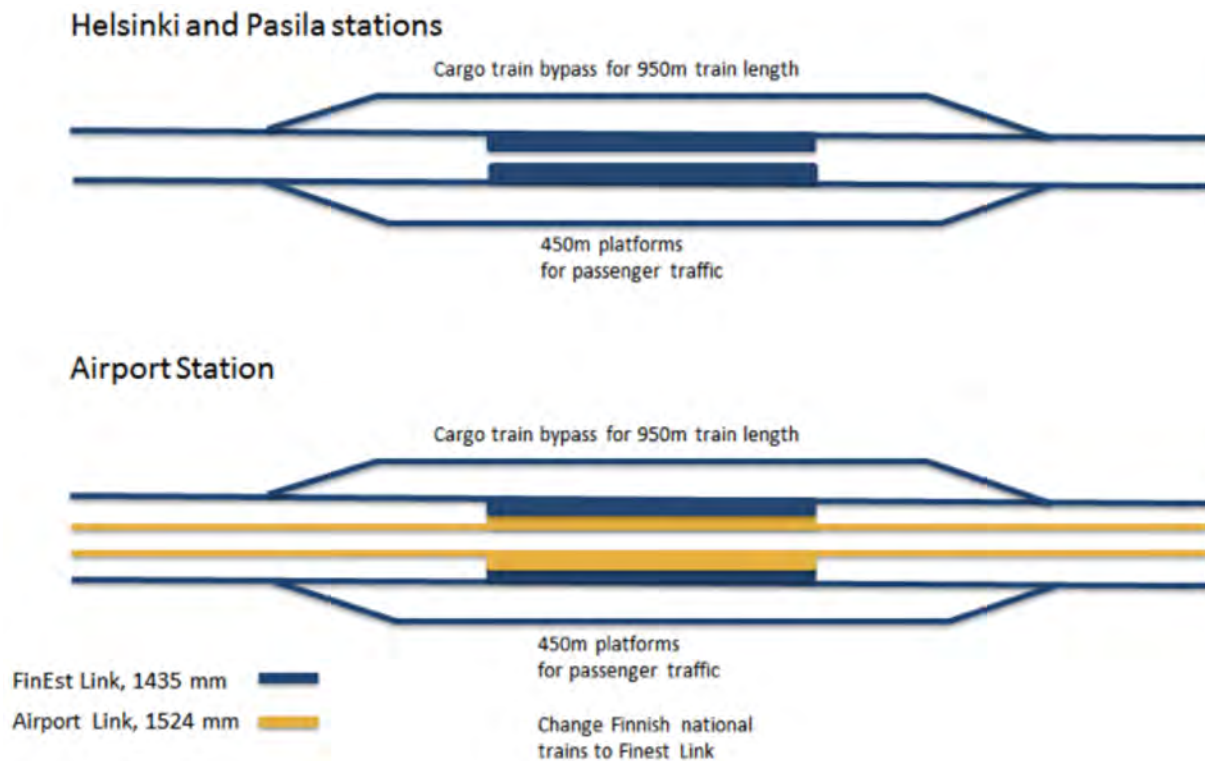 Helsinki and Pasila stations
Cargo train bypass for 950m train length
450m platforms
for passenger traffic
Airport Station
Cargo train bypass for 950m train length
450m platforms
for passenger traffic
FinEst Link, 1435 mm
Airport Link, 1524 mm
Change Finnish national
trains to Finest Link